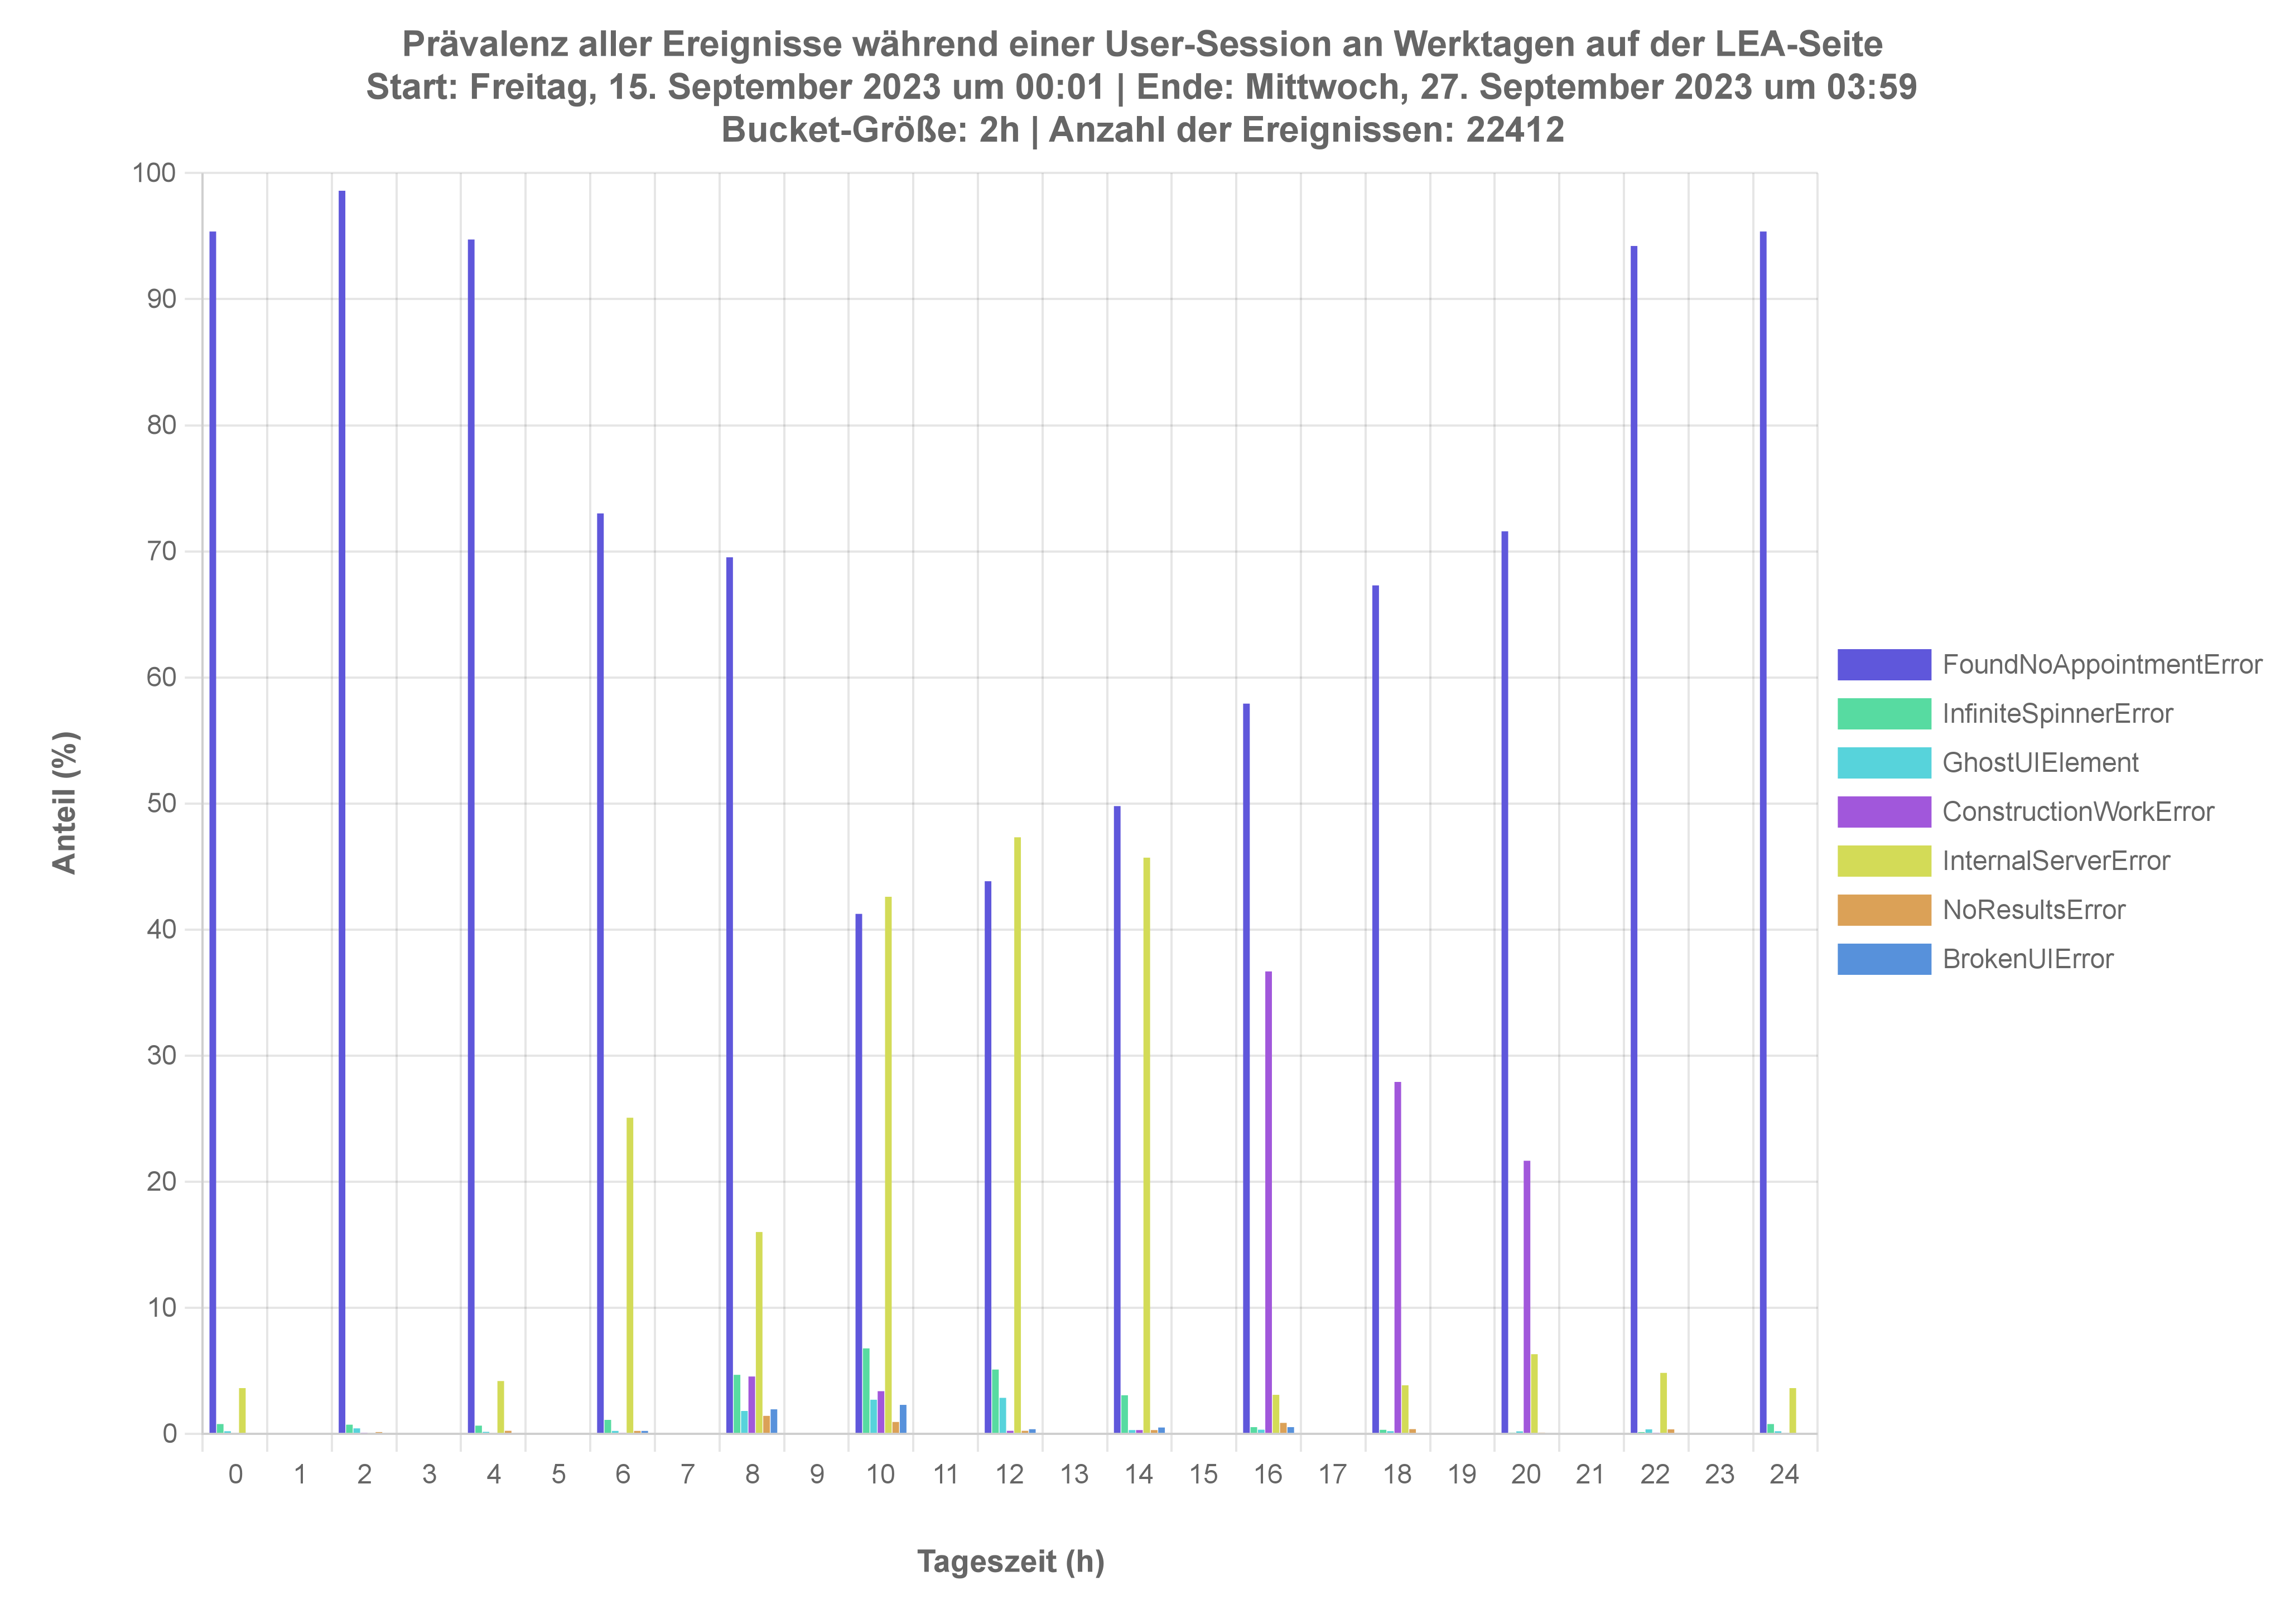 Prävalenz aller Ereignisse während einer User-Session an Werktagen auf der LEA-Seite
Start: Freitag, 15. September 2023 um 00:01 | Ende: Mittwoch, 27. September 2023 um 03:59
Bucket-Größe: 2h | Anzahl der Ereignissen: 22412
100
90
80
70
60
50
40
30
20
10
0
Anteil (%)
0 1 2 3 4 5 6 7 8 9 10 11 12 13 14 15 16 17 18 19 20 21 22 23 24
Tageszeit (h)
FoundNoAppointmentError
InfiniteSpinnerError
GhostUIElement
ConstructionWorkError
InternalServerError
NoResultsError
BrokenUIError